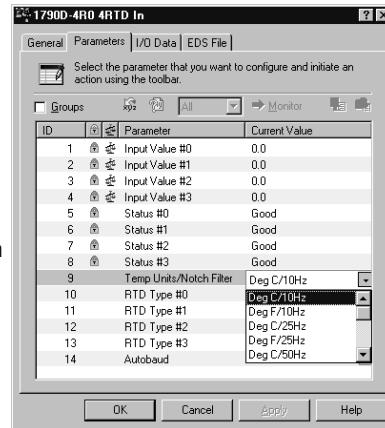 1790D-4R0 4RTD In
General Parameters I/O Data EDS File
Select the parameter that you want to configure and initiate an
action using the toolbar.
Groups All Monitor
ID Parameter Current Value
1 Input Value #0 0.0
2 Input Value #1 0.0
3 Input Value #2 0.0
4 Input Value #3 0.0
5 Status #0 Good
6 Status #1 Good
7 Status #2 Good
8 Status #3 Good
9 Temp Units/Notch Filter Deg C/10Hz
10 RTD Type #0 Deg C/10Hz
11 RTD Type #1 Deg F/10Hz
12 RTD Type #2 Deg C/25Hz
13 RTD Type #3 Deg F/25Hz
14 Autobaud Deg C/50Hz
OK Cancel Apply Help